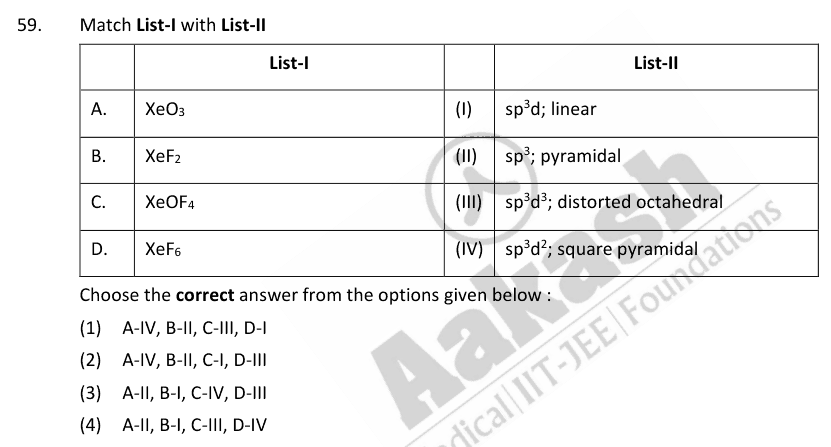 59. Match List-I with List-II
List-I List-II
A. XeO₃ (I) sp³d; linear
B. XeF₂ (II) sp³; pyramidal
C. XeOF₄ (III) sp³d³; distorted octahedral
D. XeF₆ (IV) sp³d²; square pyramidal
Choose the correct answer from the options given below :
(1) A-IV, B-II, C-III, D-I
(2) A-IV, B-II, C-I, D-III
(3) A-II, B-I, C-IV, D-III
(4) A-II, B-I, C-III, D-IV
Aakash
dical|IIT-JEE|Foundations